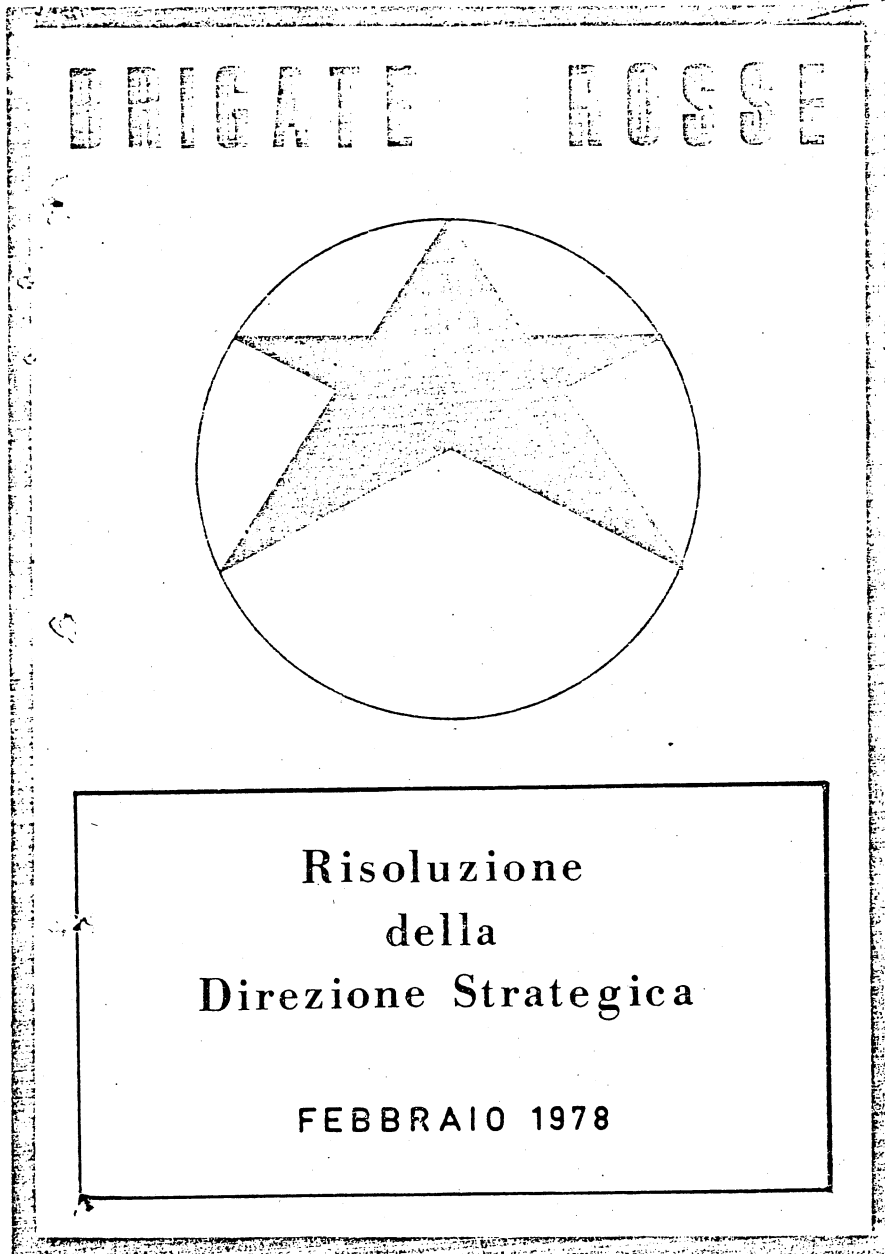 BRIGATE ROSSE
Risoluzione
della
Direzione Strategica
FEBBRAIO 1978